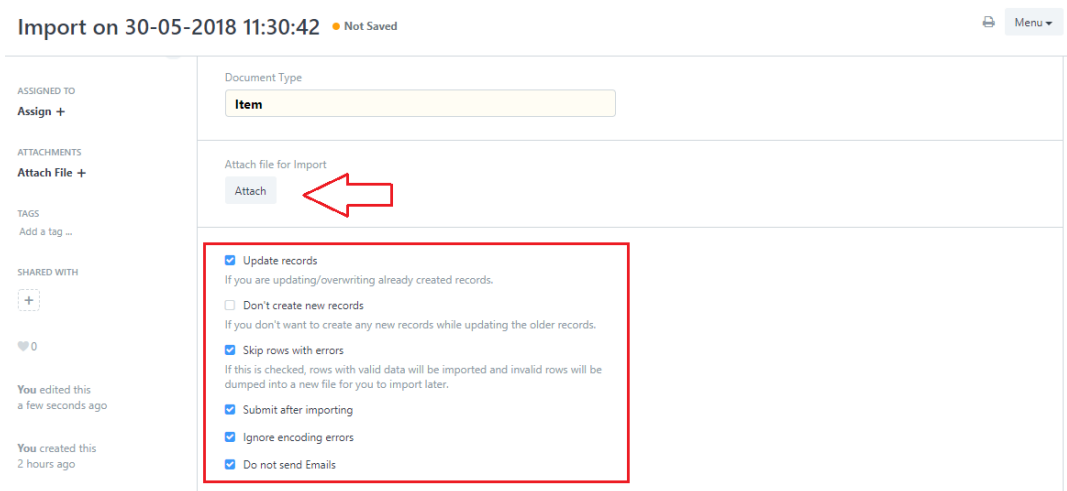 Import on 30-05-2018 11:30:42 Not Saved
Menu
ASSIGNED TO
Assign +
ATTACHMENTS
Attach File +
TAGS
Add a tag ...
SHARED WITH
+
0
You edited this
a few seconds ago
You created this
2 hours ago
Document Type
Item
Attach file for Import
Attach
Update records
If you are updating/overwriting already created records.
Don't create new records
If you don't want to create any new records while updating the older records.
Skip rows with errors
If this is checked, rows with valid data will be imported and invalid rows will be
dumped into a new file for you to import later.
Submit after importing
Ignore encoding errors
Do not send Emails